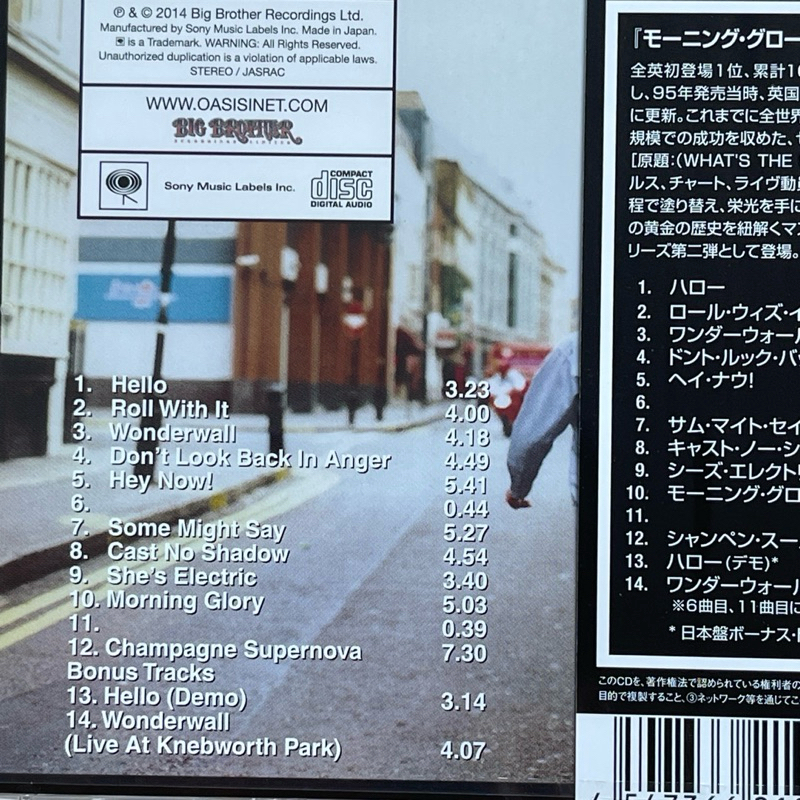 ℗ & © 2014 Big Brother Recordings Ltd.
Manufactured by Sony Music Labels Inc. Made in Japan.
is a Trademark. WARNING: All Rights Reserved.
Unauthorized duplication is a violation of applicable laws.
STEREO / JASRAC
WWW.OASISINET.COM
BIG BROTHER
Sony Music Labels Inc.
COMPACT
disc
DIGITAL AUDIO
1. Hello 3.23
2. Roll With It 4.00
3. Wonderwall 4.18
4. Don't Look Back In Anger 4.49
5. Hey Now! 5.41
6. 0.44
7. Some Might Say 5.27
8. Cast No Shadow 4.54
9. She's Electric 3.40
10. Morning Glory 5.03
11. 0.39
12. Champagne Supernova 7.30
Bonus Tracks
13. Hello (Demo) 3.14
14. Wonderwall
(Live At Knebworth Park) 4.07
『モーニング・グロー
全英初登場1位、累計1
し、95年発売当時、英国
に更新。これまでに全世
規模での成功を収めた、
［原題：(WHAT'S THE
ルス、チャート、ライヴ動
程で塗り替え、栄光を手に
の黄金の歴史を紐解くマ
リーズ第二弾として登場。
1. ハロー
2. ロール・ウィズ・イ
3. ワンダーウォール
4. ドント・ルック・バ
5. ヘイ・ナウ!
6.
7. サム・マイト・セイ
8. キャスト・ノー・シ
9. シーズ・エレクト
10. モーニング・グロ
11.
12. シャンペン・スー
13. ハロー(デモ)*
14. ワンダーウォール
※6曲目、11曲目に
*日本盤ボーナス・
このCDを、著作権法で認められている権利者の
目的で複製すること、③ネットワーク等を通じてこ